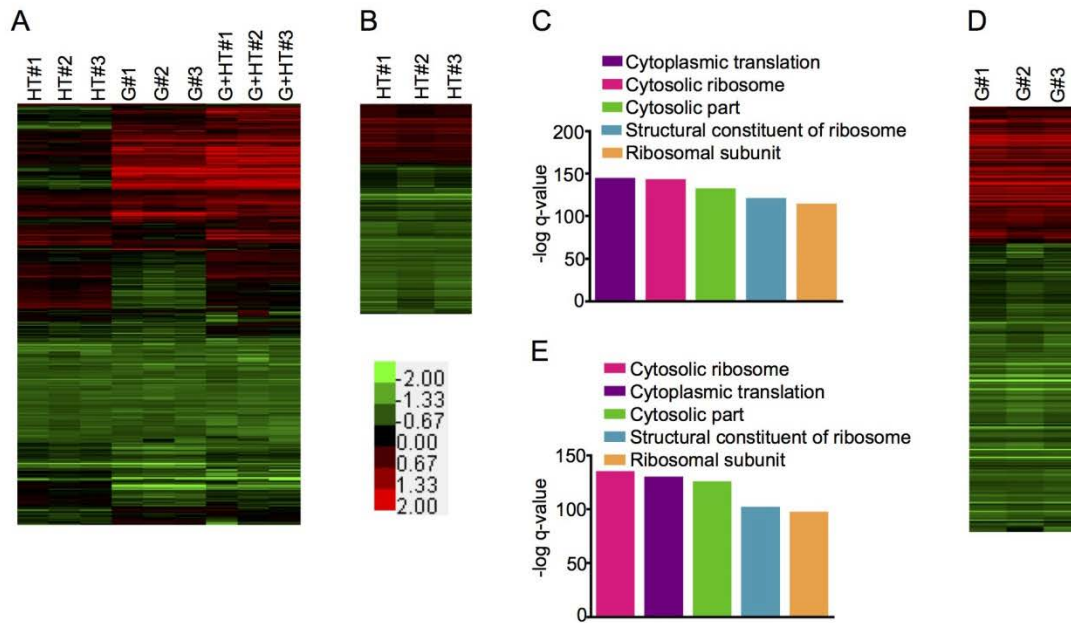 A
HT#1
HT#2
HT#3
G#1
G#2
G#3
G+HT#1
G+HT#2
G+HT#3
B
HT#1
HT#2
HT#3
-2.00
-1.33
-0.67
0.00
0.67
1.33
2.00
C
Cytoplasmic translation
Cytosolic ribosome
Cytosolic part
Structural constituent of ribosome
Ribosomal subunit
-log q-value
200
150
100
50
0
D
G#1
G#2
G#3
E
Cytosolic ribosome
Cytoplasmic translation
Cytosolic part
Structural constituent of ribosome
Ribosomal subunit
-log q-value
150
100
50
0